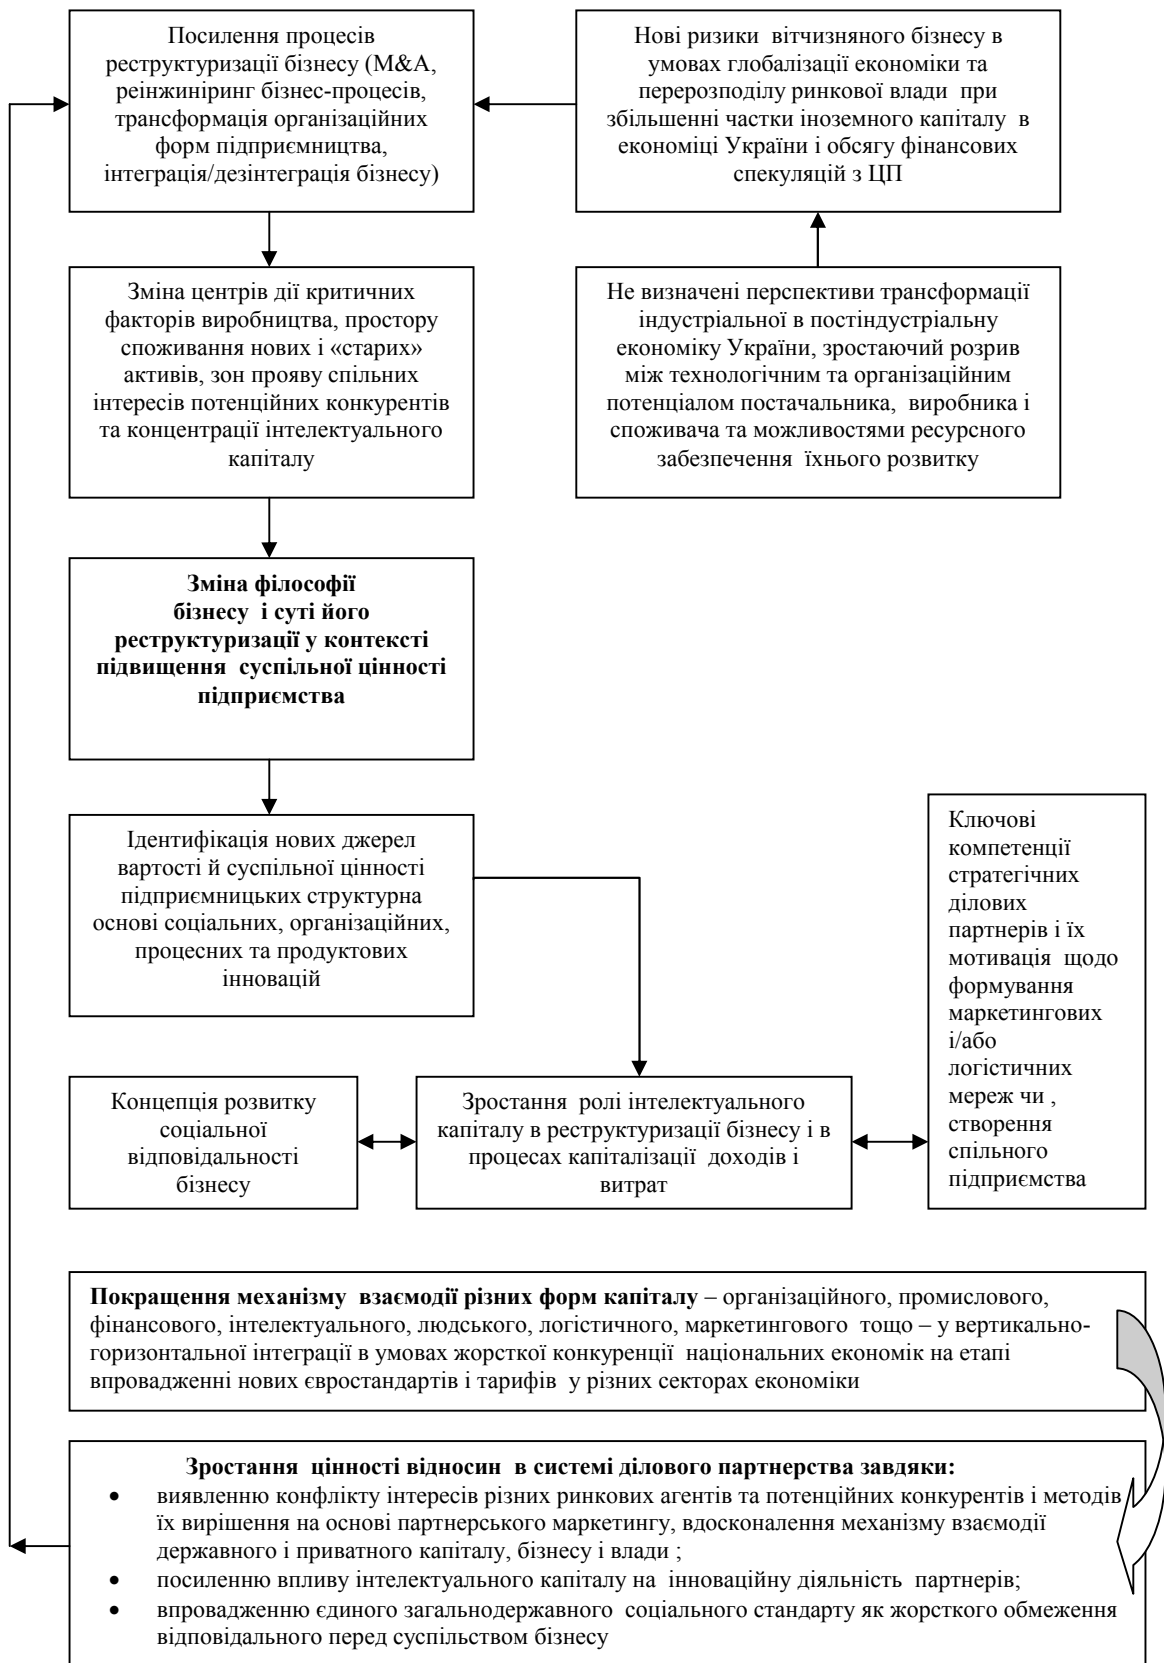 Посилення процесів
реструктуризації бізнесу (M&A,
реінжиніринг бізнес-процесів,
трансформація організаційних
форм підприємництва,
інтеграція/дезінтеграція бізнесу)
Нові ризики вітчизняного бізнесу в
умовах глобалізації економіки та
перерозподілу ринкової влади при
збільшенні частки іноземного капіталу в
економіці України і обсягу фінансових
спекуляцій з ЦП
Зміна центрів дії критичних
факторів виробництва, простору
споживання нових і «старих»
активів, зон прояву спільних
інтересів потенційних конкурентів
та концентрації інтелектуального
капіталу
Не визначені перспективи трансформації
індустріальної в постіндустріальну
економіку України, зростаючий розрив
між технологічним та організаційним
потенціалом постачальника, виробника і
споживача та можливостями ресурсного
забезпечення їхнього розвитку
Зміна філософії
бізнесу і суті його
реструктуризації у контексті
підвищення суспільної цінності
підприємства
Ідентифікація нових джерел
вартості й суспільної цінності
підприємницьких структурна
основі соціальних, організаційних,
процесних та продуктових
інновацій
Ключові
компетенції
стратегічних
ділових
партнерів і їх
мотивація щодо
формування
маркетингових
і/або
логістичних
мереж чи ,
створення
спільного
підприємства
Концепція розвитку
соціальної
відповідальності
бізнесу
Зростання ролі інтелектуального
капіталу в реструктуризації бізнесу і в
процесах капіталізації доходів і
витрат
Покращення механізму взаємодії різних форм капіталу – організаційного, промислового,
фінансового, інтелектуального, людського, логістичного, маркетингового тощо – у вертикально-
горизонтальної інтеграції в умовах жорсткої конкуренції національних економік на етапі
впровадженні нових євростандартів і тарифів у різних секторах економіки
Зростання цінності відносин в системі ділового партнерства завдяки:
• виявленню конфлікту інтересів різних ринкових агентів та потенційних конкурентів і методів
їх вирішення на основі партнерського маркетингу, вдосконалення механізму взаємодії
державного і приватного капіталу, бізнесу і влади ;
• посиленню впливу інтелектуального капіталу на інноваційну діяльність партнерів;
• впровадженню єдиного загальнодержавного соціального стандарту як жорсткого обмеження
відповідального перед суспільством бізнесу